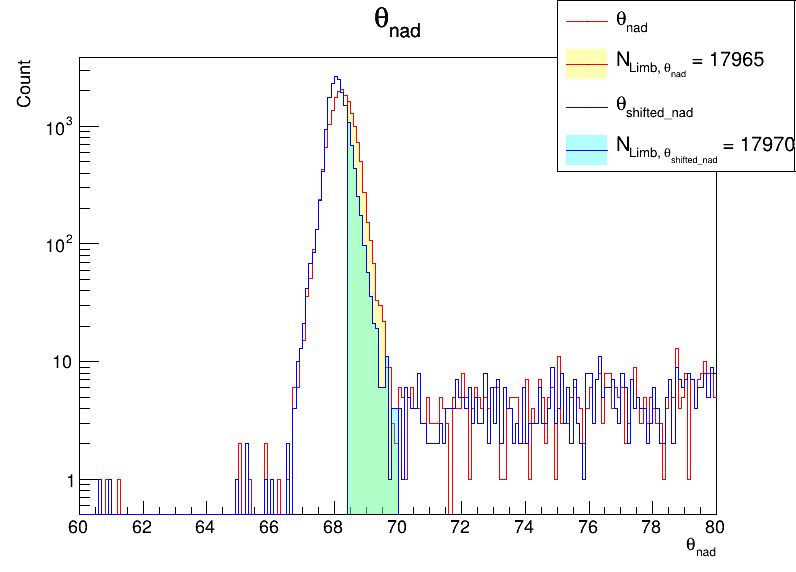 θnad
θnad
NLimb, θnad = 17965
θshifted_nad
NLimb, θshifted_nad = 17970
Count
10³
10²
10
1
60 62 64 66 68 70 72 74 76 78 80
θnad